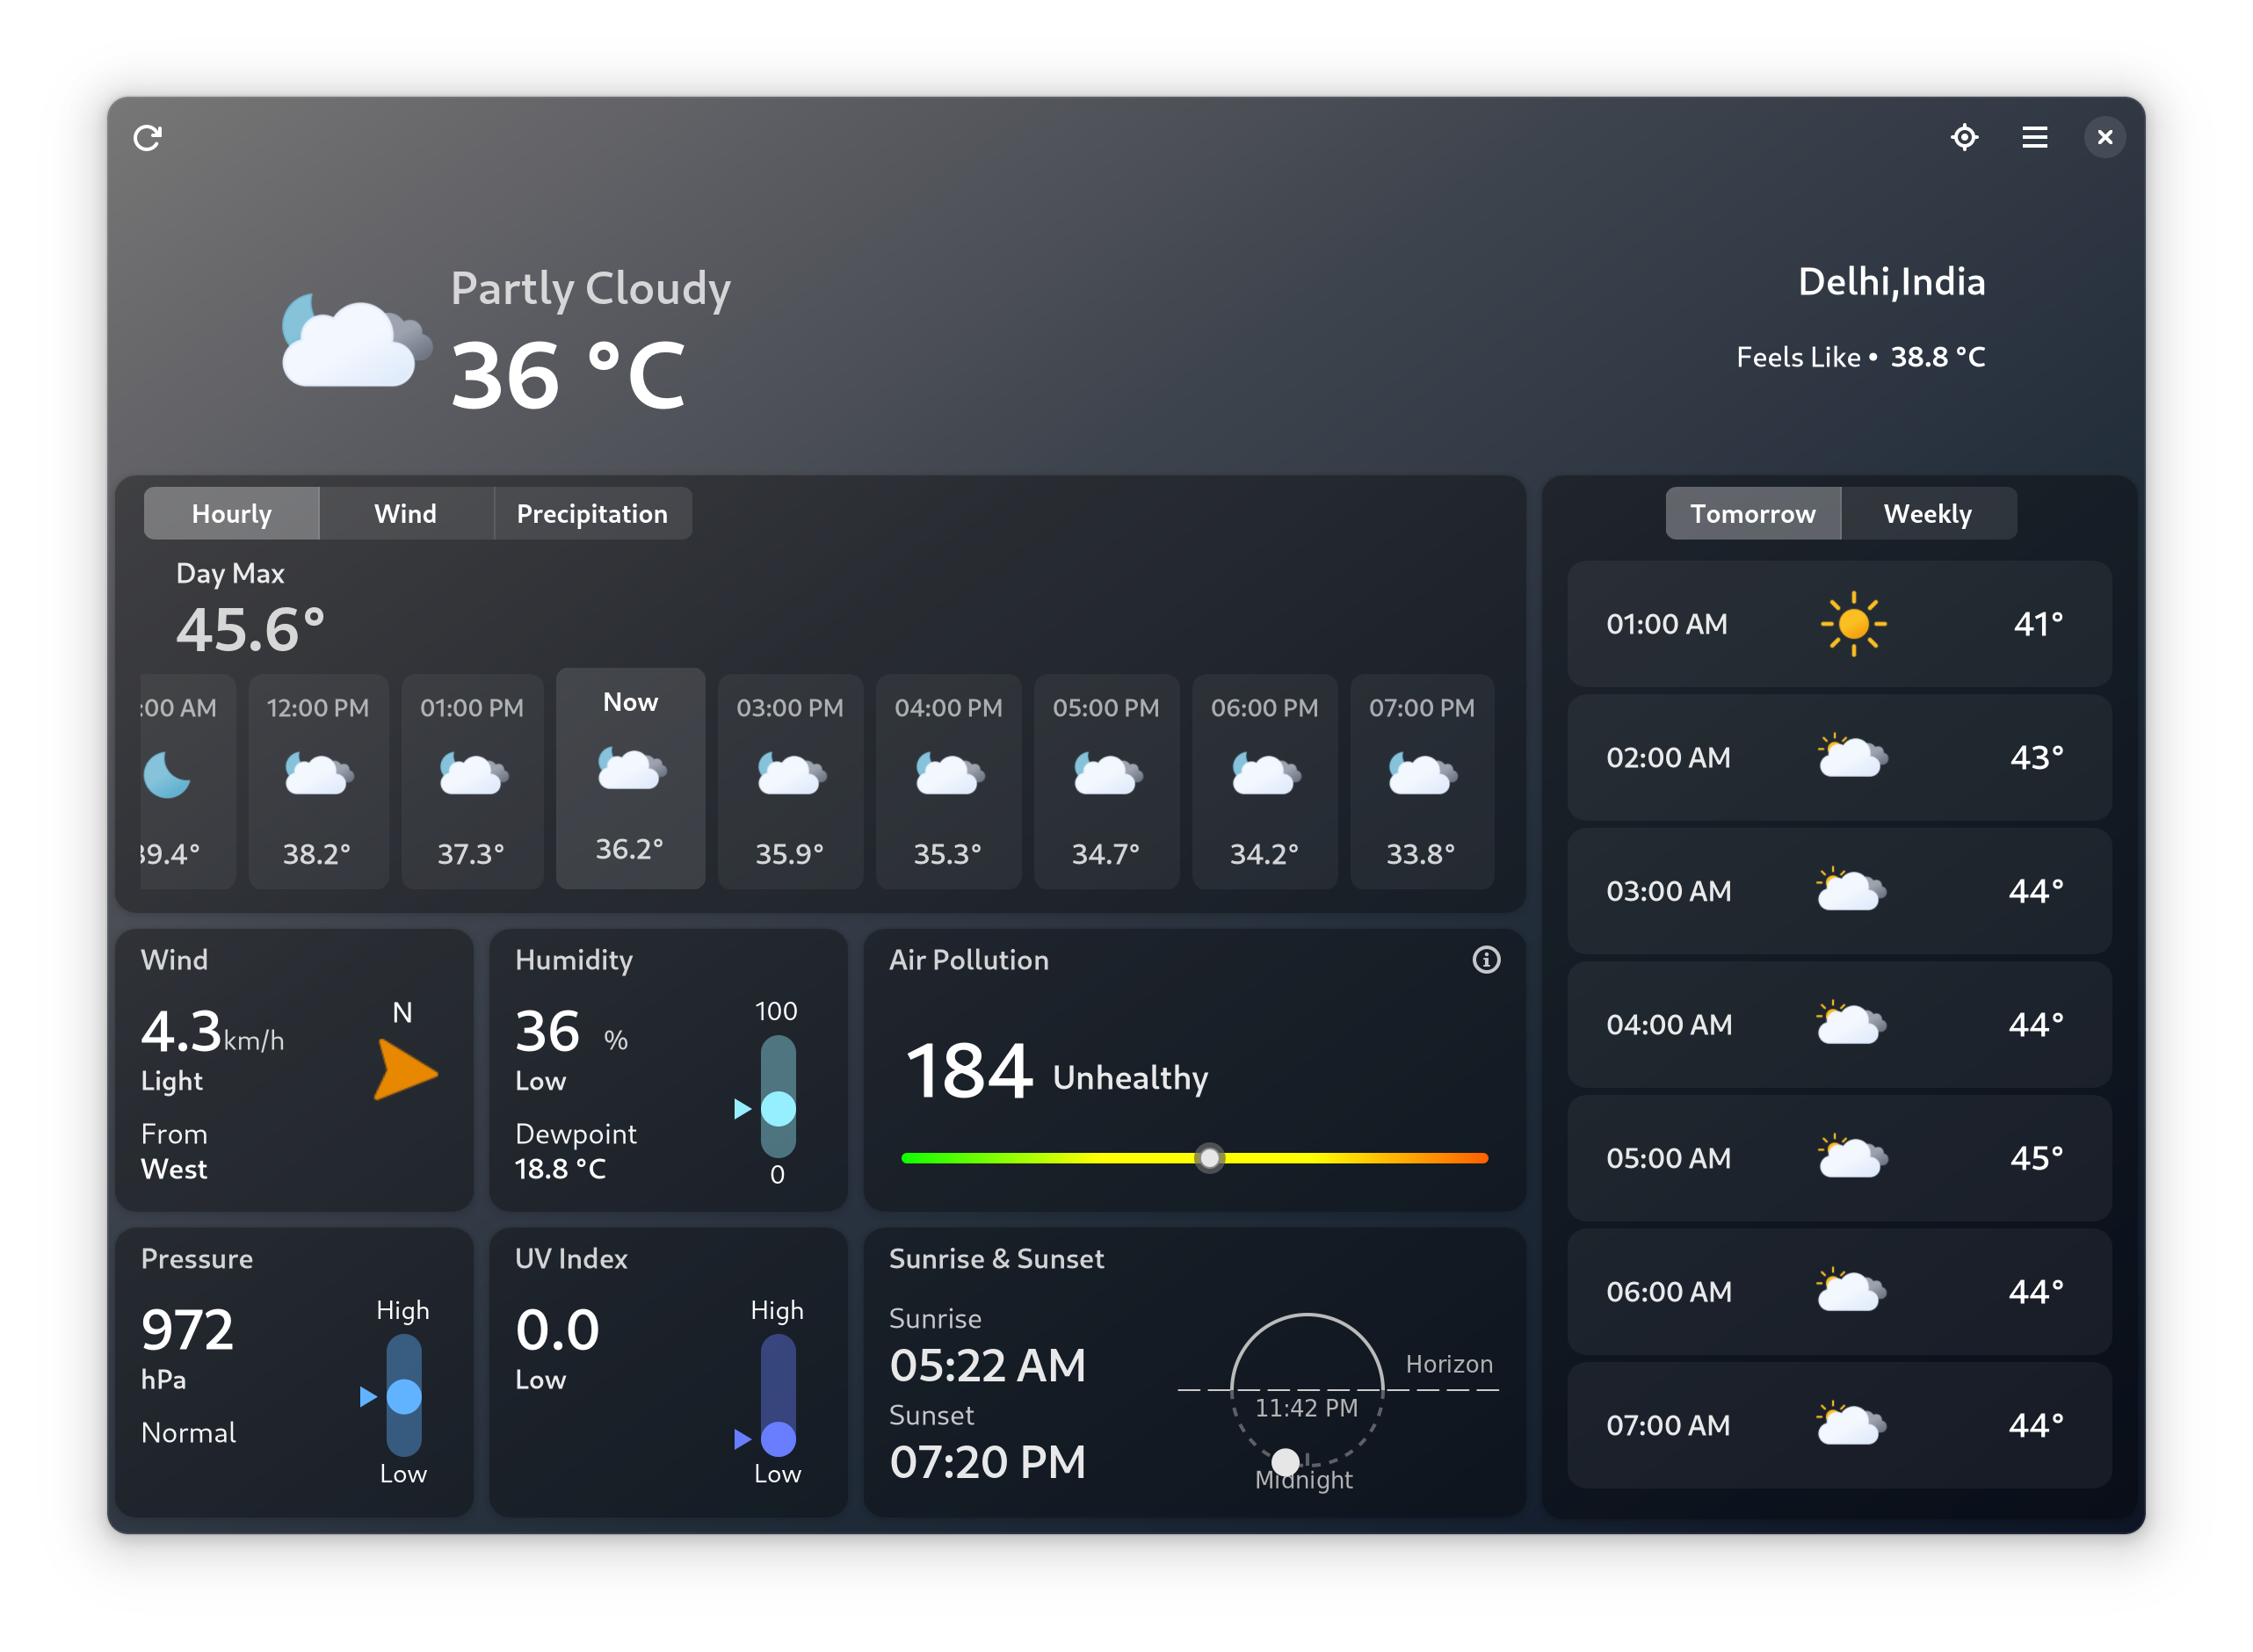 Partly Cloudy
36 °C
Delhi,India
Feels Like • 38.8 °C
Hourly Wind Precipitation
Day Max
45.6°
:00 AM 12:00 PM 01:00 PM Now 03:00 PM 04:00 PM 05:00 PM 06:00 PM 07:00 PM
39.4° 38.2° 37.3° 36.2° 35.9° 35.3° 34.7° 34.2° 33.8°
Tomorrow Weekly
01:00 AM 41°
02:00 AM 43°
03:00 AM 44°
04:00 AM 44°
05:00 AM 45°
06:00 AM 44°
07:00 AM 44°
Wind
4.3km/h
Light
From
West
N
Humidity
36 %
Low
Dewpoint
18.8 °C
100
0
Air Pollution
184 Unhealthy
Pressure
972
hPa
Normal
High
Low
UV Index
0.0
Low
High
Low
Sunrise & Sunset
Sunrise
05:22 AM
Sunset
07:20 PM
Horizon
11:42 PM
Midnight